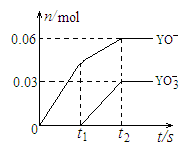 n/mol
0.06 YO⁻
0.03 YO₃⁻
0 t₁ t₂ t/s